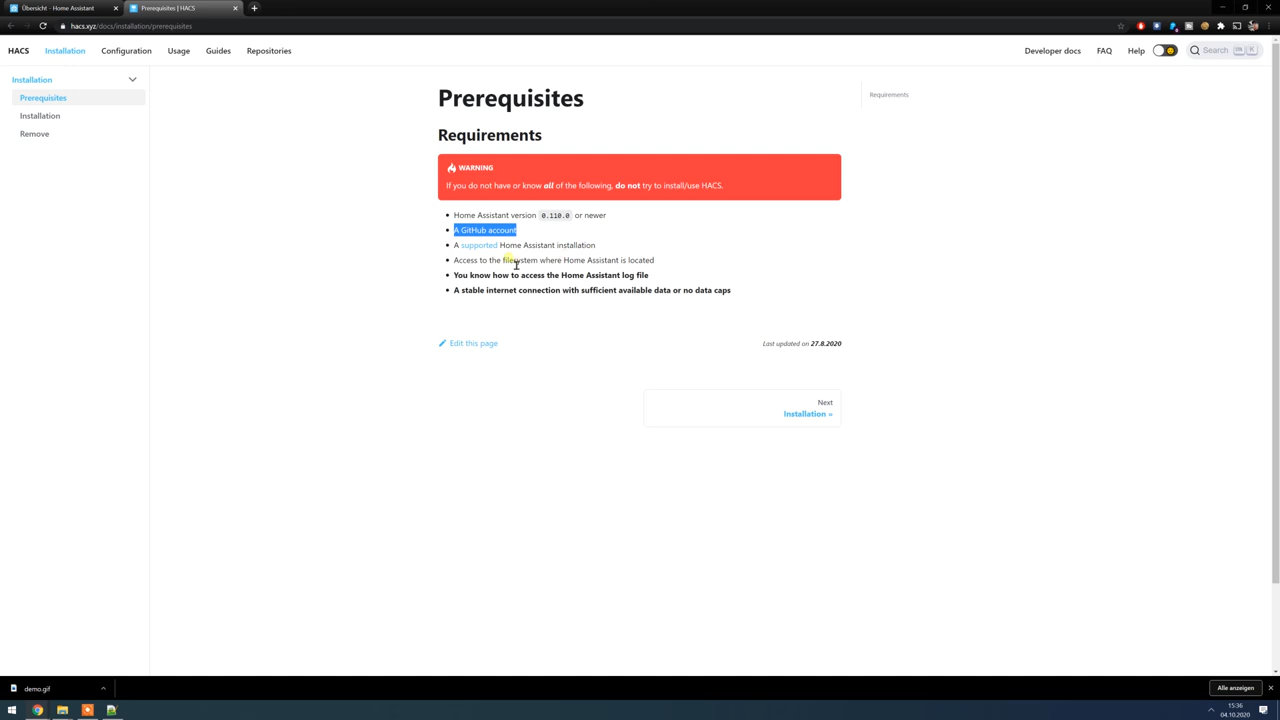 Übersicht - Home Assistant
Prerequisites | HACS
hacs.xyz/docs/installation/prerequisites
HACS
Installation
Configuration
Usage
Guides
Repositories
Developer docs
FAQ
Help
Search
K
Installation
Prerequisites
Installation
Remove
Prerequisites
Requirements
Requirements
WARNING
If you do not have or know all of the following, do not try to install/use HACS.
Home Assistant version 0.110.0 or newer
A GitHub account
A supported Home Assistant installation
Access to the filesystem where Home Assistant is located
You know how to access the Home Assistant log file
A stable internet connection with sufficient available data or no data caps
Edit this page
Last updated on 27.8.2020
Next
Installation »
demo.gif
Alle anzeigen
15:36
04.10.2020